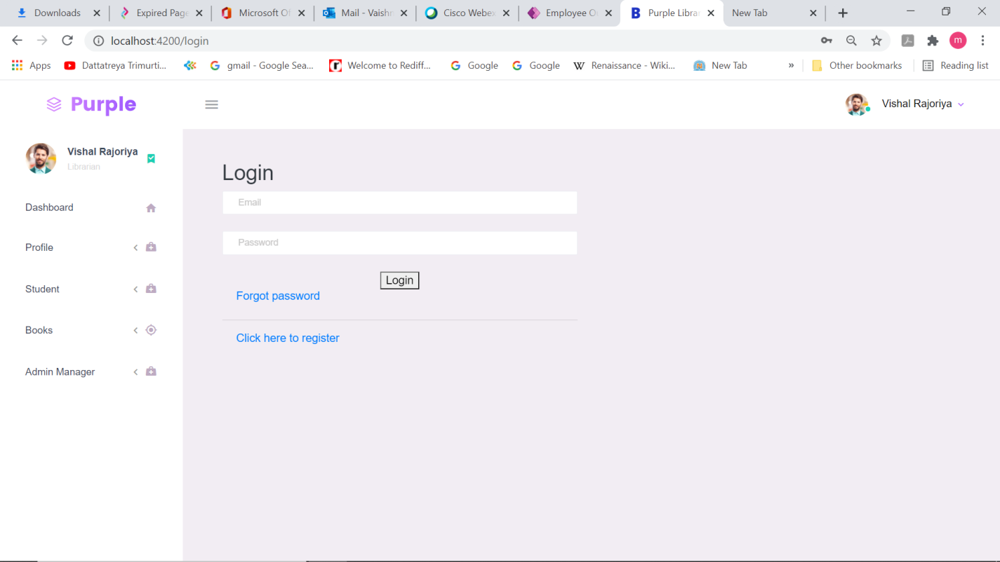 Downloads
Expired Page
Microsoft Of
Mail - Vaishn
Cisco Webex
Employee O
Purple Librar
New Tab
localhost:4200/login
m
Apps
Dattatreya Trimurti...
gmail - Google Sea...
Welcome to Rediff...
Google
Google
Renaissance - Wiki...
New Tab
»
Other bookmarks
Reading list
Purple
Vishal Rajoriya
Vishal Rajoriya
Librarian
Dashboard
Profile
Student
Books
Admin Manager
Login
Email
Password
Login
Forgot password
Click here to register